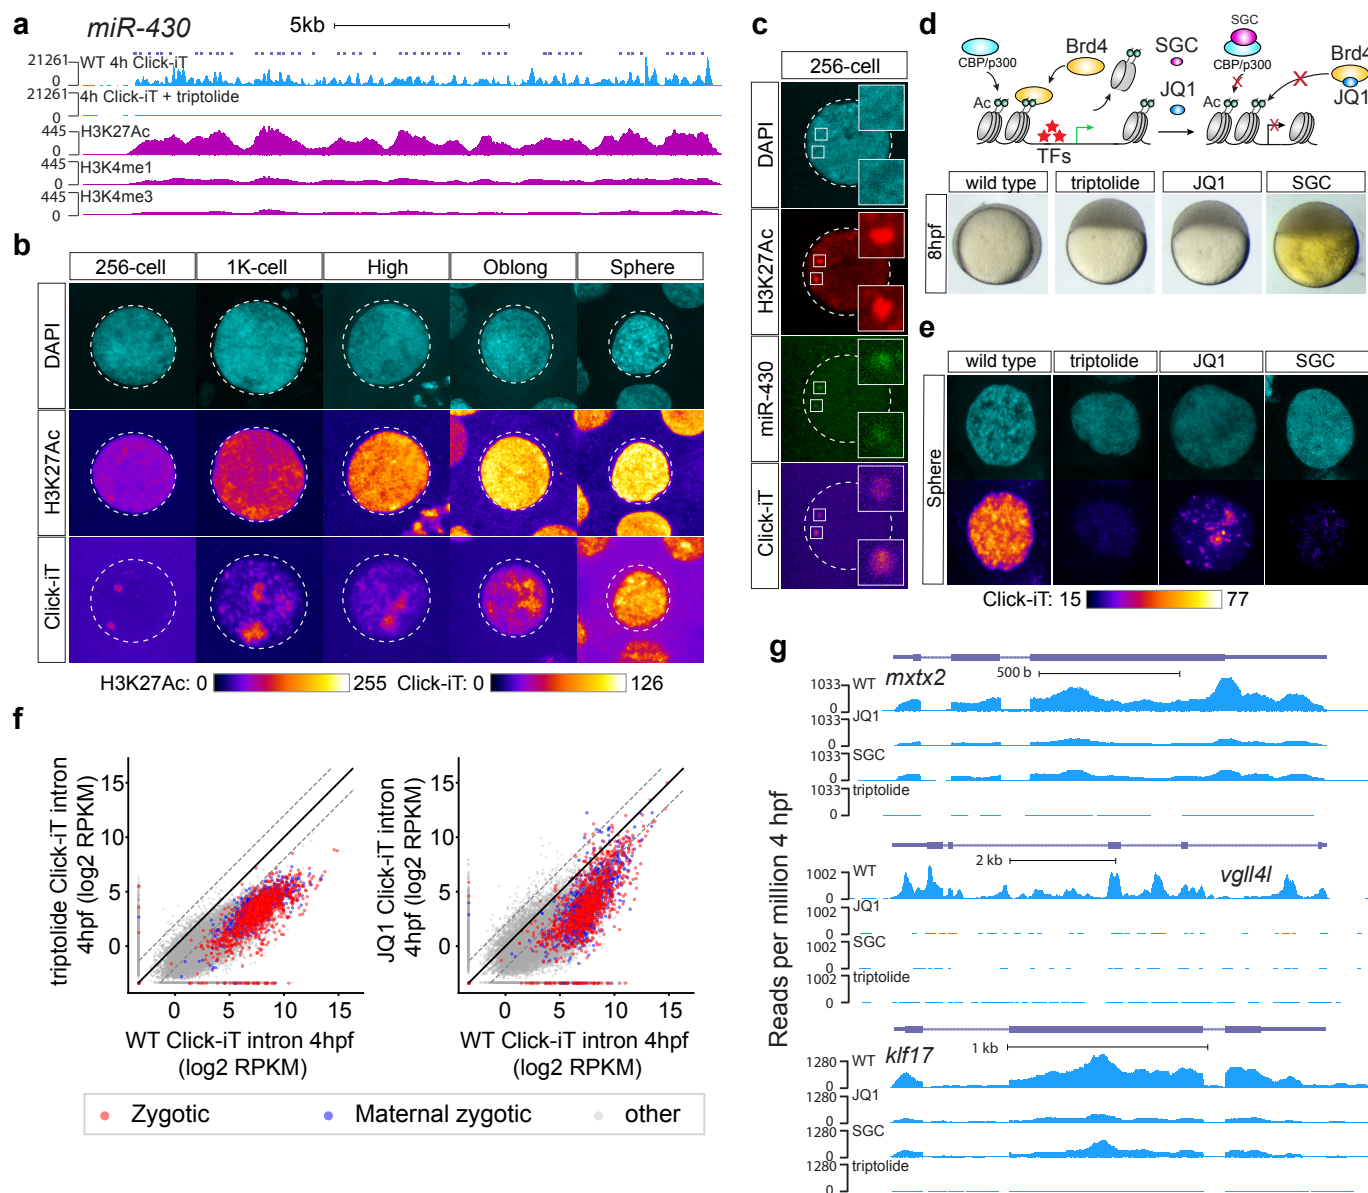 a
miR-430
5kb
21261
0
WT 4h Click-iT
21261
0
4h Click-iT + triptolide
445
0
H3K27Ac
445
0
H3K4me1
445
0
H3K4me3
b
256-cell
1K-cell
High
Oblong
Sphere
DAPI
H3K27Ac
Click-iT
H3K27Ac: 0
255
Click-iT: 0
126
c
256-cell
DAPI
H3K27Ac
miR-430
Click-iT
d
CBP/p300
Brd4
Ac
TFs
SGC
JQ1
SGC
CBP/p300
Ac
Brd4
JQ1
wild type
triptolide
JQ1
SGC
8hpf
e
wild type
triptolide
JQ1
SGC
Sphere
Click-iT: 15
77
f
triptolide Click-iT intron
4hpf (log2 RPKM)
15
10
5
0
0
5
10
15
WT Click-iT intron 4hpf
(log2 RPKM)
JQ1 Click-iT intron
4hpf (log2 RPKM)
15
10
5
0
0
5
10
15
WT Click-iT intron 4hpf
(log2 RPKM)
Zygotic
Maternal zygotic
other
g
Reads per million 4 hpf
mxtx2
500 b
1033
0
WT
1033
0
JQ1
1033
0
SGC
1033
0
triptolide
2 kb
vgll4l
1002
0
WT
1002
0
JQ1
1002
0
SGC
1002
0
triptolide
klf17
1 kb
1280
0
WT
1280
0
JQ1
1280
0
SGC
1280
0
triptolide